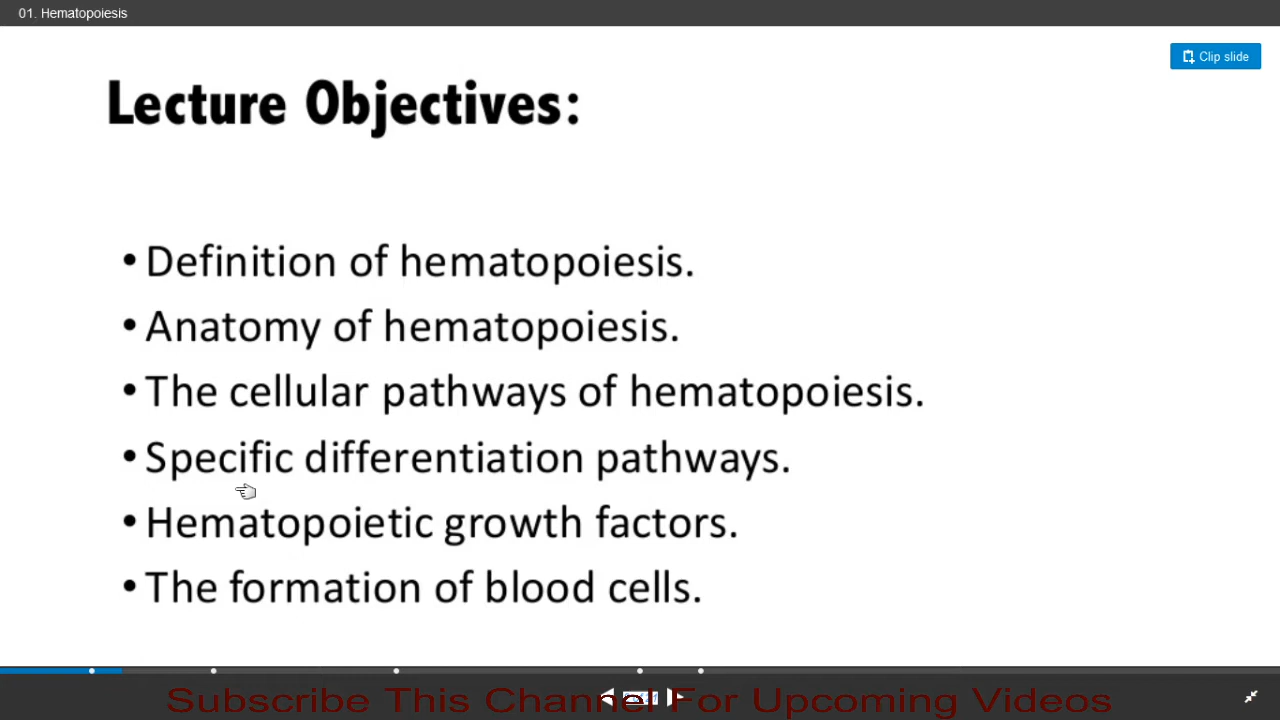 01. Hematopoiesis
Clip slide
Lecture Objectives:
• Definition of hematopoiesis.
• Anatomy of hematopoiesis.
• The cellular pathways of hematopoiesis.
• Specific differentiation pathways.
• Hematopoietic growth factors.
• The formation of blood cells.
Subscribe This Channel For Upcoming Videos